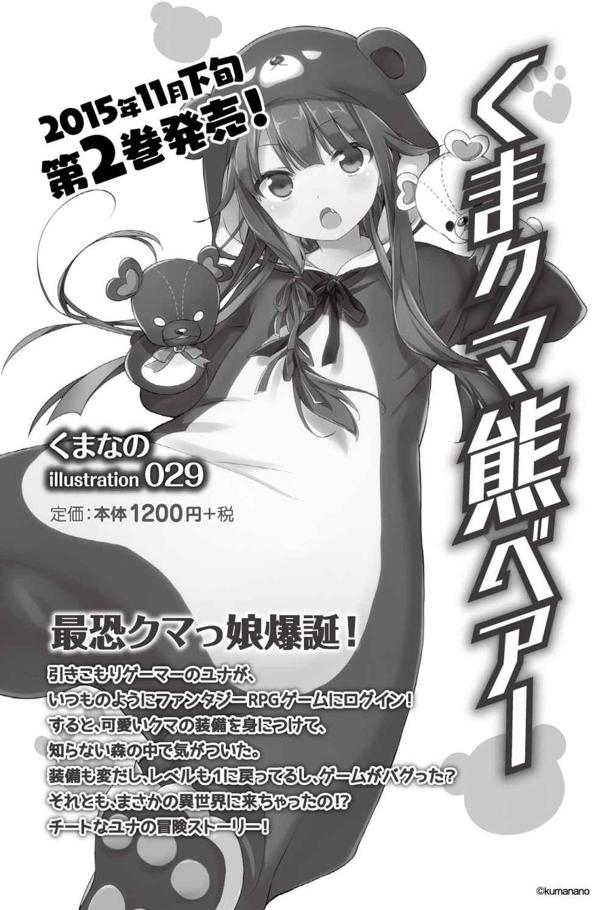 くまクマ熊ベアー
2015年11月下旬
第2巻発売!
くまなの
illustration 029
定価:本体1200円+税
最恐クマっ娘爆誕!
引きこもりゲーマーのユナが、
いつものようにファンタジーRPGゲームにログイン!
すると、可愛いクマの装備を身につけて、
知らない森の中で気がついた。
装備も変だし、レベルも1に戻ってるし、ゲームがバグった?
それとも、まさかの異世界に来ちゃったの!?
チートなユナの冒険ストーリー!
©kumanano